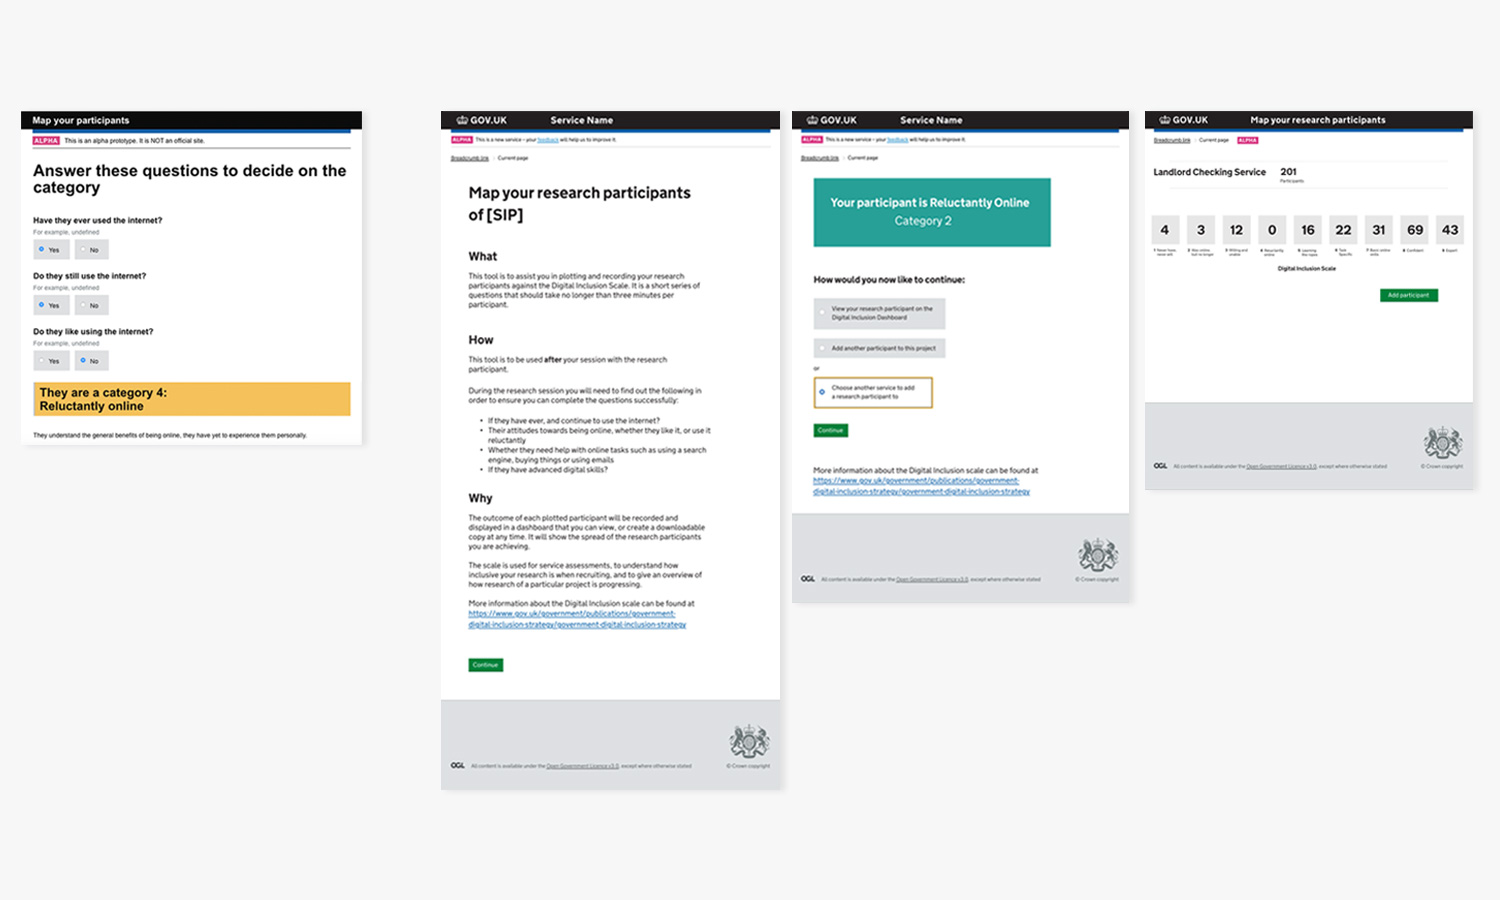 Map your participants
ALPHA This is an alpha prototype. It is NOT an official site.
Answer these questions to decide on the
category
Have they ever used the internet?
For example, undefined
Yes No
Do they still use the internet?
For example, undefined
Yes No
Do they like using the internet?
For example, undefined
Yes No
They are a category 4:
Reluctantly online
They understand the general benefits of being online, they have yet to experience them personally.
GOV.UK Service Name
ALPHA This is a new service – your feedback will help us to improve it.
Breadcrumb link Current page
Map your research participants
of [SIP]
What
This tool is to assist you in plotting and recording your research
participants against the Digital Inclusion Scale. It is a short series of
questions that should take no longer than three minutes per
participant.
How
This tool is to be used after your session with the research
participant.
During the research session you will need to find out the following in
order to ensure you can complete the questions successfully:
• If they have ever, and continue to use the internet?
• Their attitudes towards being online, whether they like it, or use it
reluctantly
• Whether they need help with online tasks such as using a search
engine, buying things or using emails
• If they have advanced digital skills?
Why
The outcome of each plotted participant will be recorded and
displayed in a dashboard that you can view, or create a downloadable
copy at any time. It will show the spread of the research participants
you are achieving.
The scale is used for service assessments, to understand how
inclusive your research is when recruiting, and to give an overview of
how research of a particular project is progressing.
More information about the Digital Inclusion scale can be found at
https://www.gov.uk/government/publications/government-
digital-inclusion-strategy/government-digital-inclusion-strategy
Continue
OGL All content is available under the Open Government Licence v3.0, except where otherwise stated © Crown copyright
GOV.UK Service Name
ALPHA This is a new service – your feedback will help us to improve it.
Breadcrumb link Current page
Your participant is Reluctantly Online
Category 2
How would you now like to continue:
View your research participant on the
Digital Inclusion Dashboard
Add another participant to this project
or
Choose another service to add
a research participant to
Continue
More information about the Digital Inclusion scale can be found at
https://www.gov.uk/government/publications/government-
digital-inclusion-strategy/government-digital-inclusion-strategy
OGL All content is available under the Open Government Licence v3.0, except where otherwise stated © Crown copyright
GOV.UK Map your research participants
Breadcrumb link Current page ALPHA
Landlord Checking Service 201
Participants
4 3 12 0 16 22 31 69 43
Digital Inclusion Scale
Add participant
OGL All content is available under the Open Government Licence v3.0, except where otherwise stated © Crown copyright